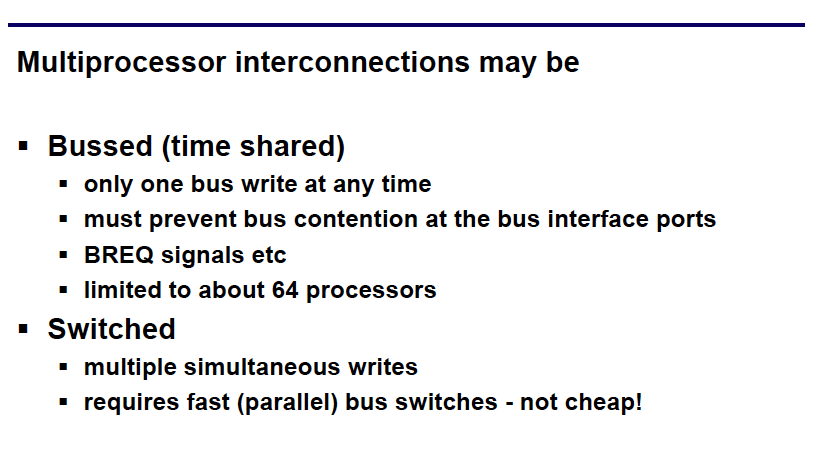 Multiprocessor interconnections may be
▪ Bussed (time shared)
▪ only one bus write at any time
▪ must prevent bus contention at the bus interface ports
▪ BREQ signals etc
▪ limited to about 64 processors
▪ Switched
▪ multiple simultaneous writes
▪ requires fast (parallel) bus switches - not cheap!